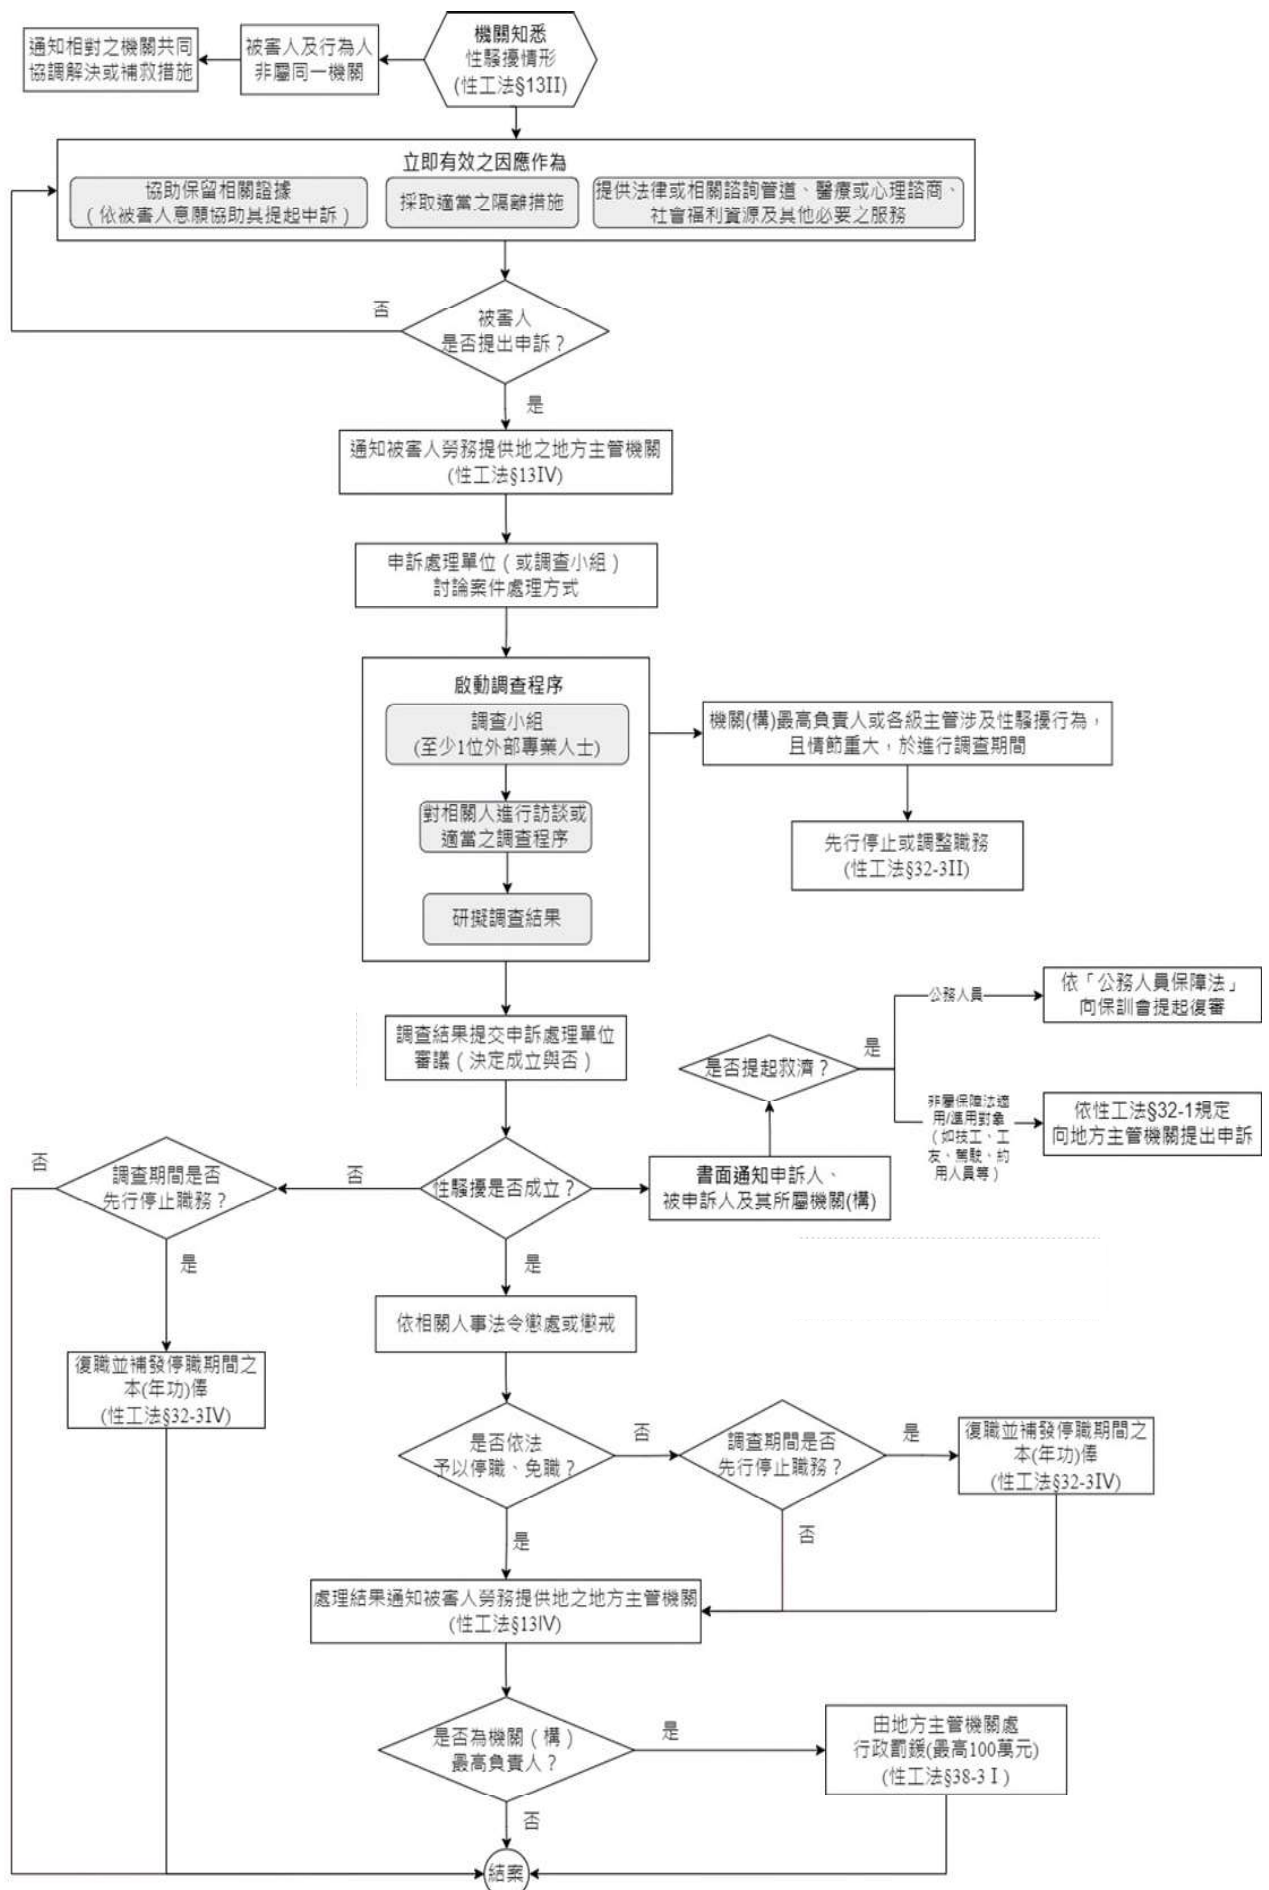 機關知悉
性騷擾情形
(性工法§13II)
被害人及行為人
非屬同一機關
通知相對之機關共同
協調解決或補救措施
立即有效之因應作為
協助保留相關證據
（依被害人意願協助其提起申訴）
採取適當之隔離措施
提供法律或相關諮詢管道、醫療或心理諮商、
社會福利資源及其他必要之服務
否
被害人
是否提出申訴？
是
通知被害人勞務提供地之地方主管機關
(性工法§13IV)
申訴處理單位（或調查小組）
討論案件處理方式
啟動調查程序
調查小組
(至少1位外部專業人士)
對相關人進行訪談或
適當之調查程序
研擬調查結果
機關(構)最高負責人或各級主管涉及性騷擾行為，
且情節重大，於進行調查期間
先行停止或調整職務
(性工法§32-3II)
調查結果提交申訴處理單位
審議（決定成立與否）
是否提起救濟？
是
公務人員
依「公務人員保障法」
向保訓會提起復審
非屬保障法適
用/準用對象
（如技工、工
友、駕駛、約
用人員等）
依性工法§32-1規定
向地方主管機關提出申訴
書面通知申訴人、
被申訴人及其所屬機關(構)
性騷擾是否成立？
否
調查期間是否
先行停止職務？
否
是
復職並補發停職期間之
本(年功)俸
(性工法§32-3IV)
是
依相關人事法令懲處或懲戒
是否依法
予以停職、免職？
否
調查期間是否
先行停止職務？
是
復職並補發停職期間之
本(年功)俸
(性工法§32-3IV)
是
否
處理結果通知被害人勞務提供地之地方主管機關
(性工法§13IV)
是否為機關（構）
最高負責人？
是
由地方主管機關處
行政罰鍰(最高100萬元)
(性工法§38-3 I )
否
結案